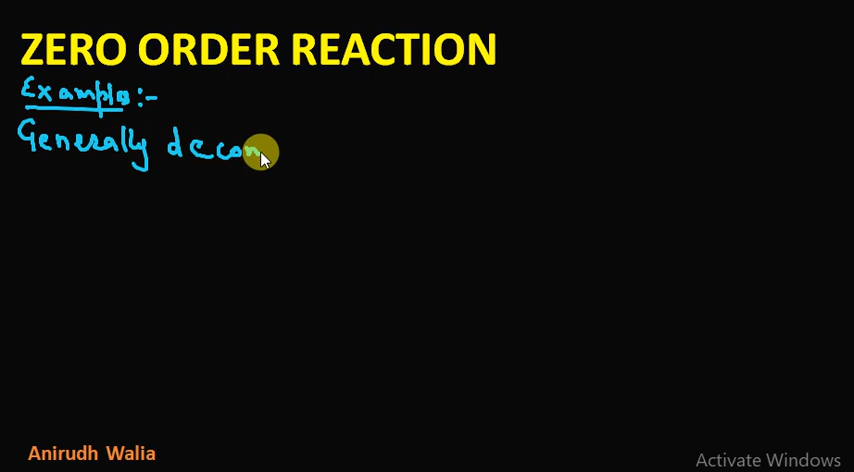 ZERO ORDER REACTION
Example:-
Generally decom
Anirudh Walia
Activate Windows